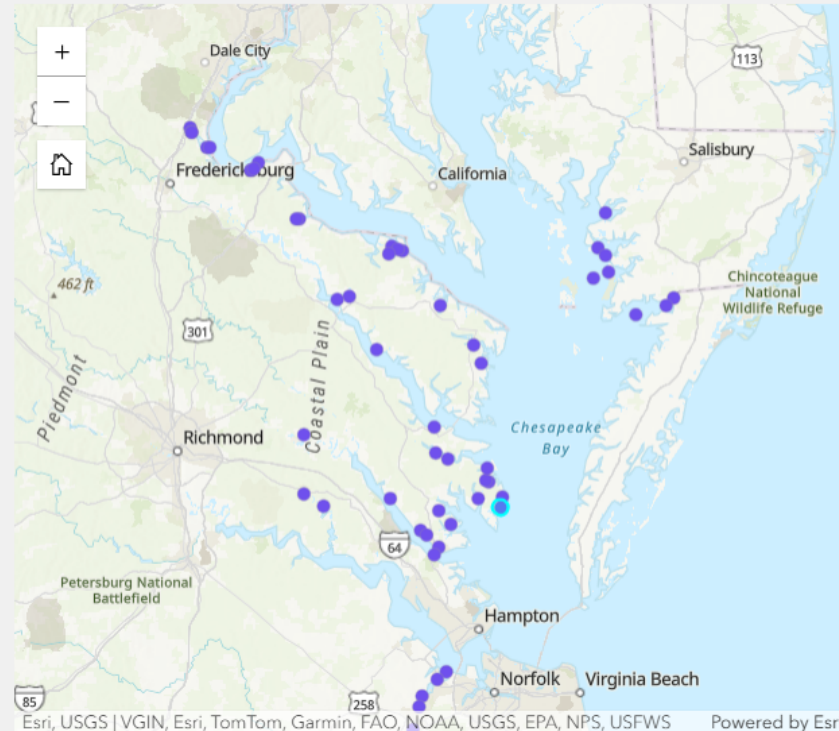 +
Dale City
113
−
Salisbury
Fredericksburg
California
462 ft
Chincoteague
National
Wildlife Refuge
301
Coastal Plain
Piedmont
Chesapeake
Bay
Richmond
64
Petersburg National
Battlefield
Hampton
Norfolk
Virginia Beach
85
258
Esri, USGS | VGIN, Esri, TomTom, Garmin, FAO, NOAA, USGS, EPA, NPS, USFWS
Powered by Esri